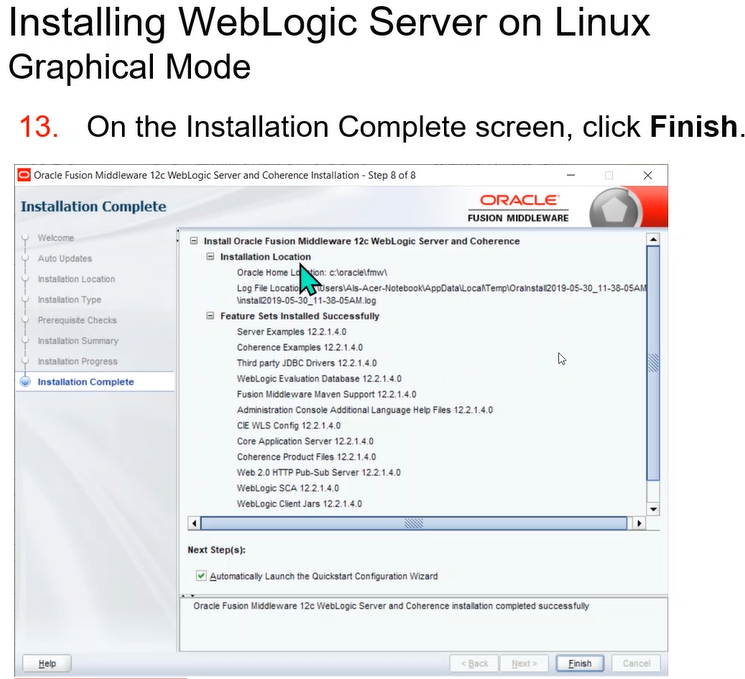 Installing WebLogic Server on Linux
Graphical Mode
13. On the Installation Complete screen, click Finish.
Oracle Fusion Middleware 12c WebLogic Server and Coherence Installation - Step 8 of 8
Installation Complete
ORACLE
FUSION MIDDLEWARE
Welcome
Auto Updates
Installation Location
Installation Type
Prerequisite Checks
Installation Summary
Installation Progress
Installation Complete
Install Oracle Fusion Middleware 12c WebLogic Server and Coherence
Installation Location
Oracle Home Location: c:\oracle\fmw\
Log File \AppData\Local\Temp\OraInstall2019-05-30_11-38-05AM
\install2019-05-30_11-38-05AM.log
Feature Sets Installed Successfully
Server Examples 12.2.1.4.0
Coherence Examples 12.2.1.4.0
Third party JDBC Drivers 12.2.1.4.0
WebLogic Evaluation Database 12.2.1.4.0
Fusion Middleware Maven Support 12.2.1.4.0
Administration Console Additional Language Help Files 12.2.1.4.0
CIE WLS Config 12.2.1.4.0
Core Application Server 12.2.1.4.0
Coherence Product Files 12.2.1.4.0
Web 2.0 HTTP Pub-Sub Server 12.2.1.4.0
WebLogic SCA 12.2.1.4.0
WebLogic Client Jars 12.2.1.4.0
Next Step(s):
Automatically Launch the Quickstart Configuration Wizard
Oracle Fusion Middleware 12c WebLogic Server and Coherence installation completed successfully
Help
< Back
Next >
Finish
Cancel